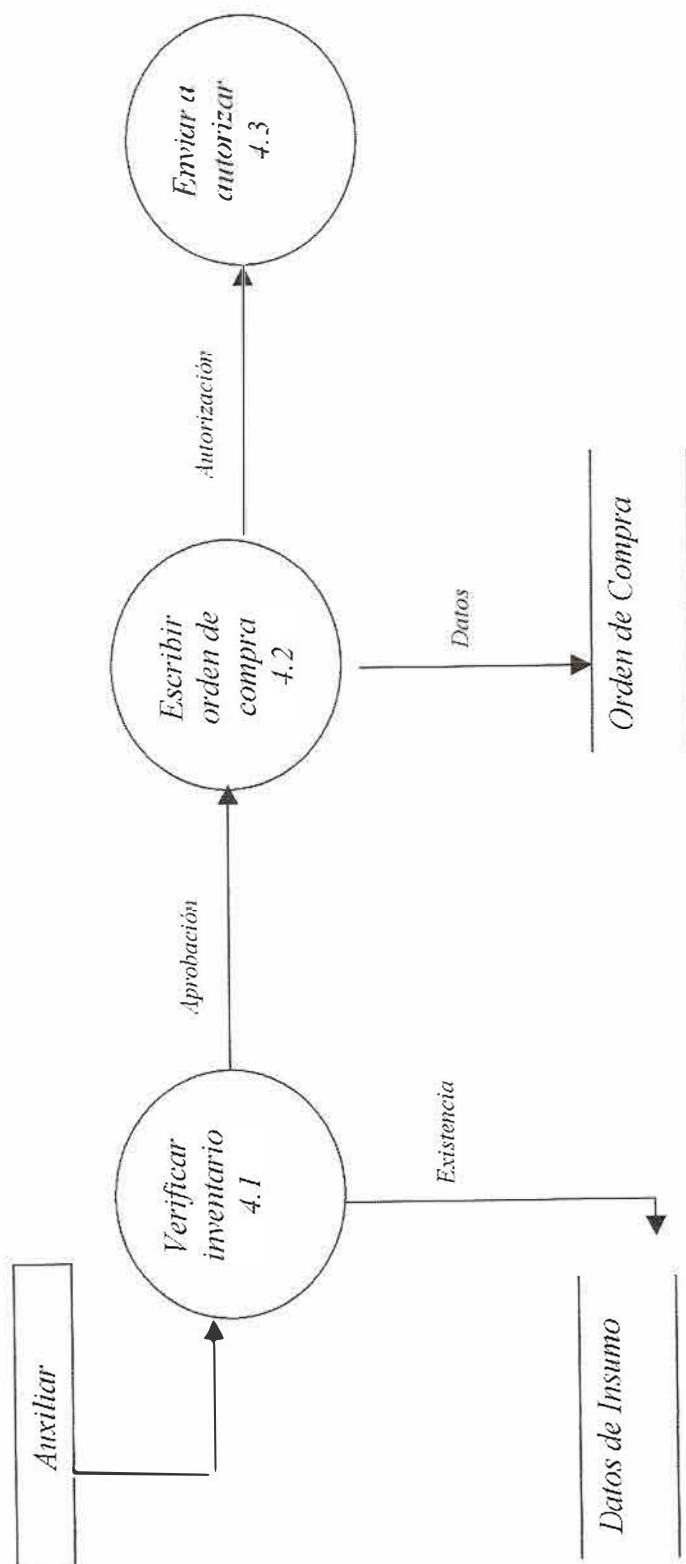 Auxiliar
Verificar
inventario
4.1
Aprobación
Escribir
orden de
compra
4.2
Autorización
Enviar a
autorizar
4.3
Existencia
Datos
Datos de Insumo
Orden de Compra